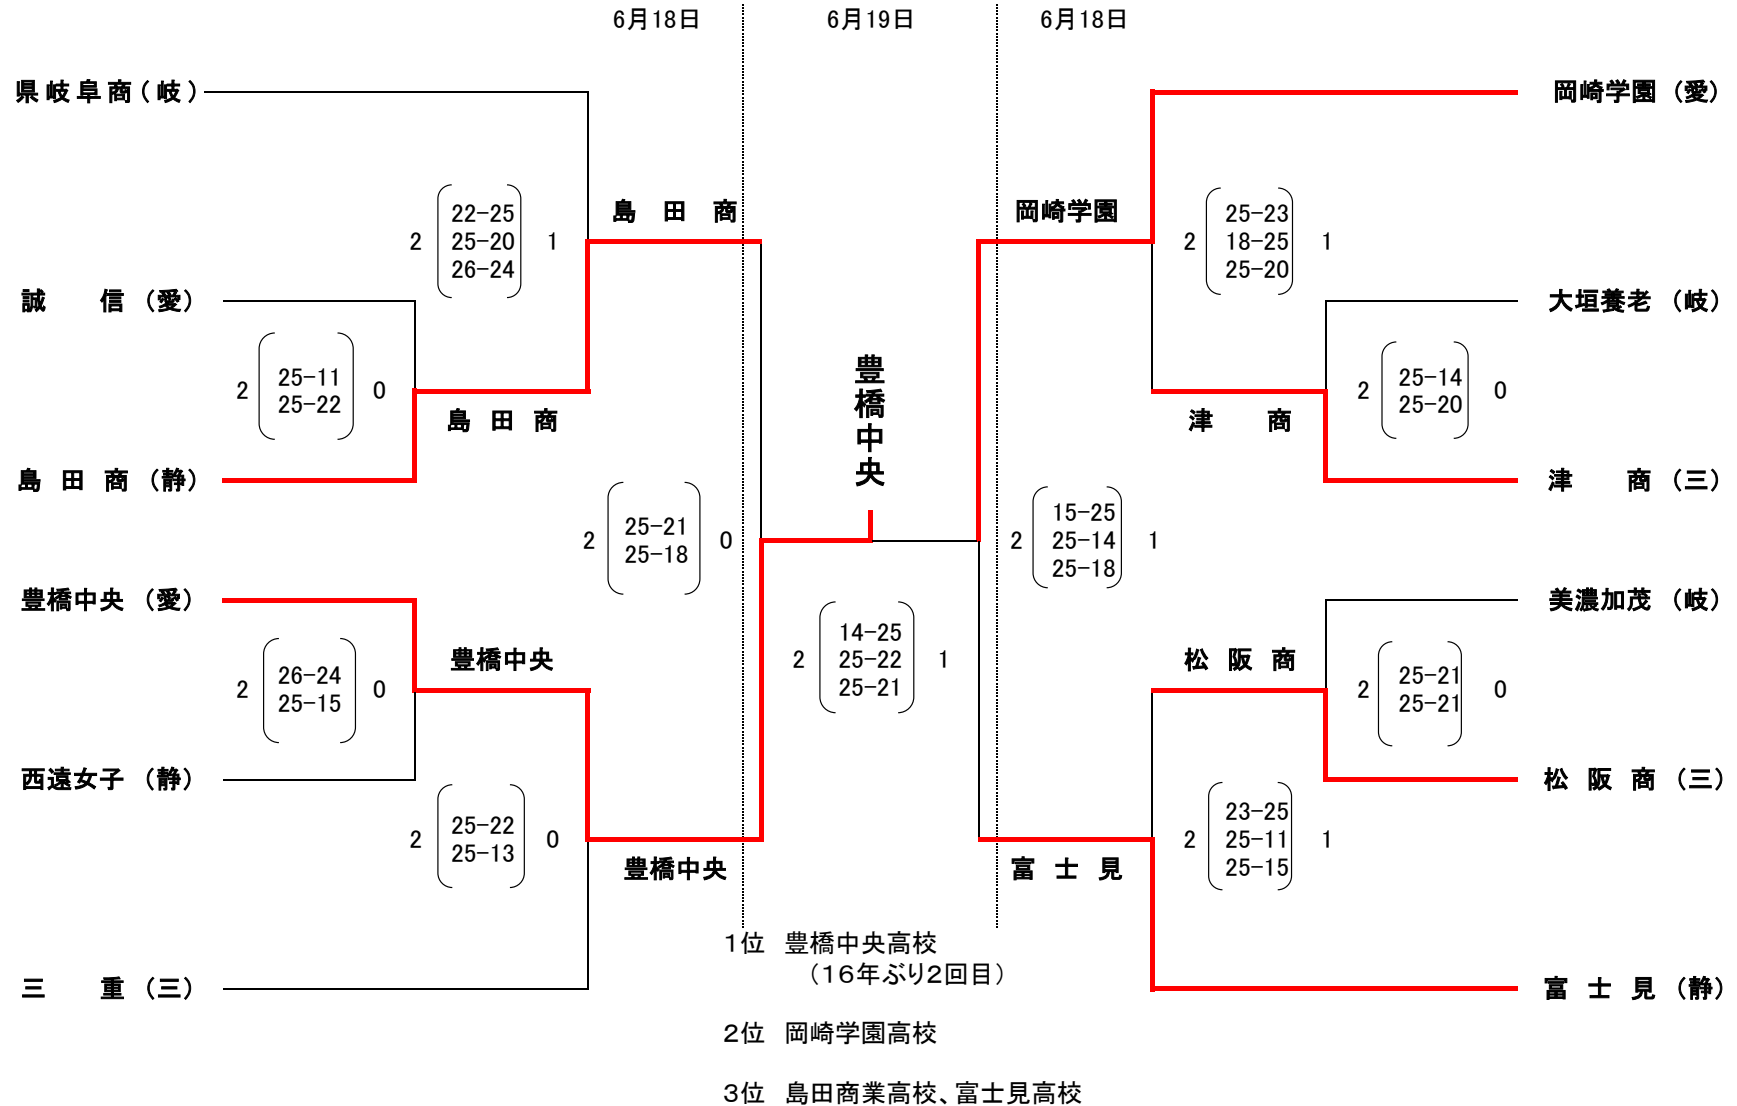 6月18日 6月19日 6月18日
県岐阜商(岐) 岡崎学園(愛)
島田商 岡崎学園
22-25
2 25-20 1
26-24
25-23
2 18-25 1
25-20
誠信(愛) 大垣養老(岐)
25-11
2 0
25-22
25-14
2 0
25-20
島田商 津商
豊橋中央
島田商(静) 津商(三)
25-21
2 0
25-18
15-25
2 25-14 1
25-18
豊橋中央(愛) 美濃加茂(岐)
14-25
2 25-22 1
25-21
豊橋中央 松阪商
26-24
2 0
25-15
25-21
2 0
25-21
西遠女子(静) 松阪商(三)
25-22
2 0
25-13
23-25
2 25-11 1
25-15
豊橋中央 富士見
三重(三) 富士見(静)
1位 豊橋中央高校
(16年ぶり2回目)
2位 岡崎学園高校
3位 島田商業高校、富士見高校